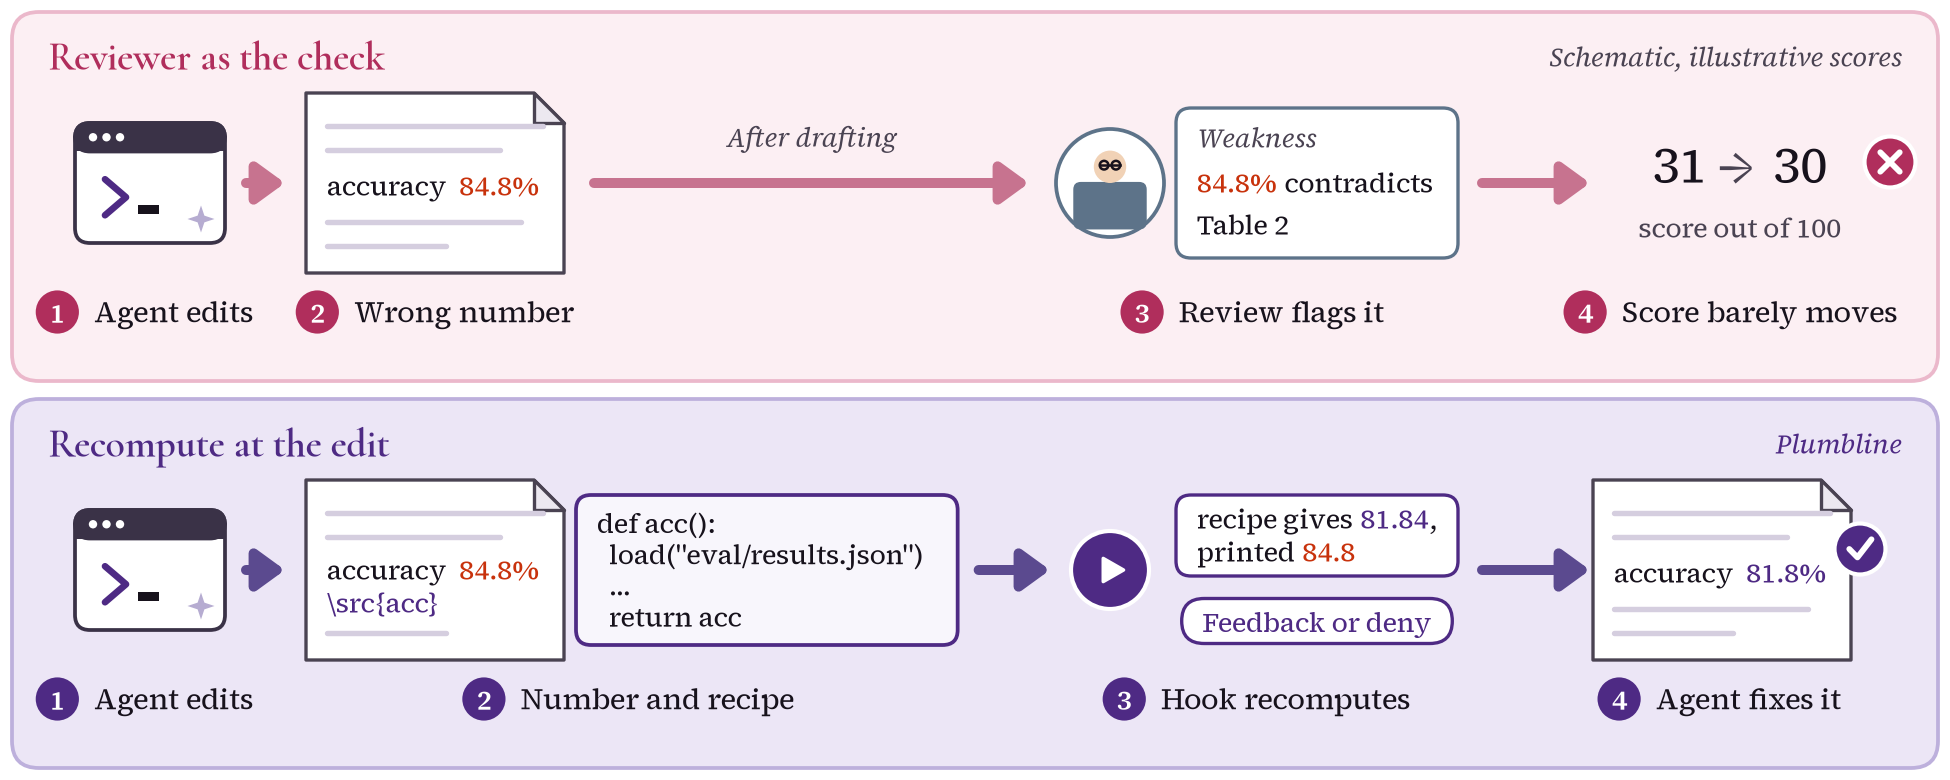 Reviewer as the check
Schematic, illustrative scores
accuracy 84.8%
After drafting
Weakness
84.8% contradicts
Table 2
31 → 30
score out of 100
1 Agent edits
2 Wrong number
3 Review flags it
4 Score barely moves
Recompute at the edit
Plumbline
accuracy 84.8%
\src{acc}
def acc():
load("eval/results.json")
...
return acc
recipe gives 81.84,
printed 84.8
Feedback or deny
accuracy 81.8%
1 Agent edits
2 Number and recipe
3 Hook recomputes
4 Agent fixes it